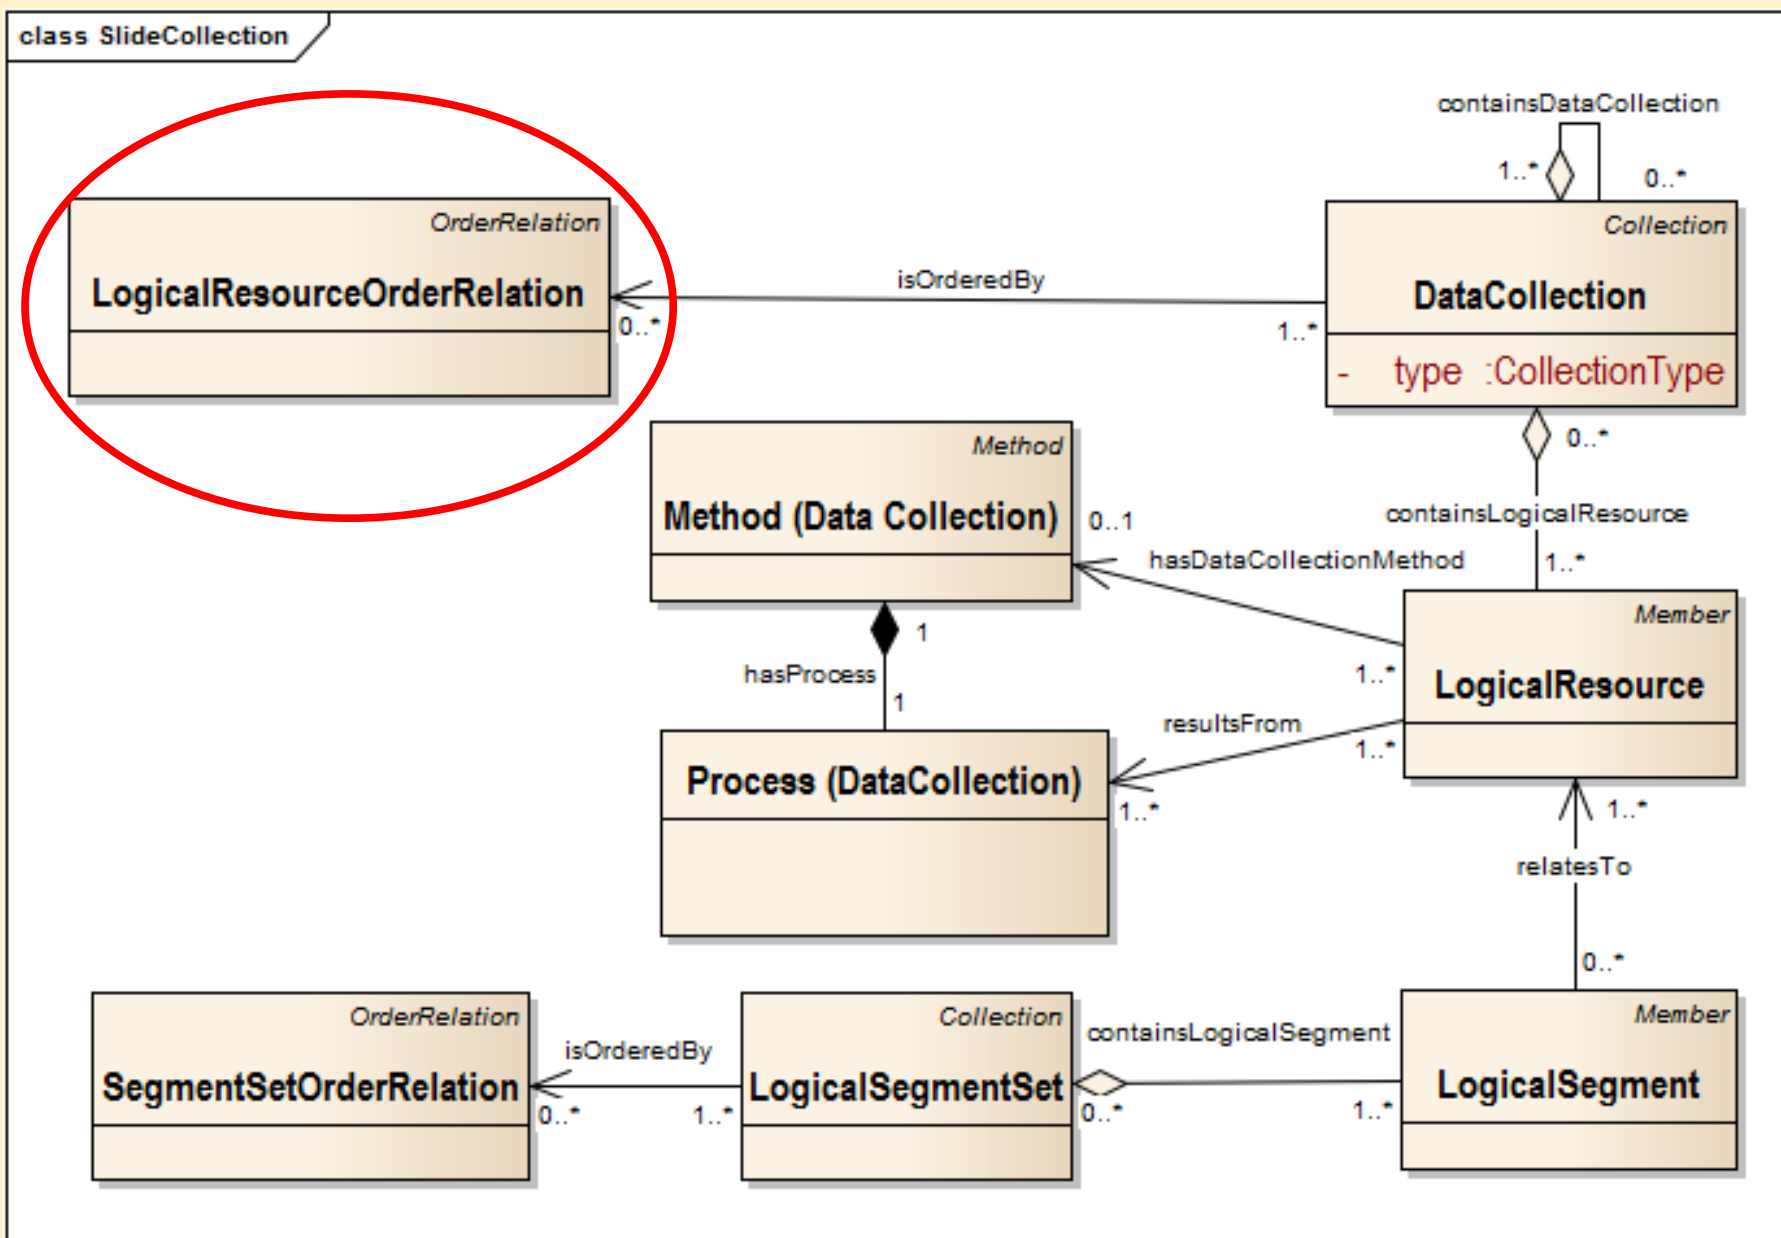 class SlideCollection
containsDataCollection
1..*
0..*
OrderRelation
LogicalResourceOrderRelation
0..*
isOrderedBy
1..*
Collection
DataCollection
- type :CollectionType
0..*
containsLogicalResource
1..*
Method
Method (Data Collection)
0..1
hasDataCollectionMethod
1..*
1
hasProcess
1
Member
LogicalResource
resultsFrom
1..*
Process (DataCollection)
1..*
1..*
relatesTo
0..*
OrderRelation
SegmentSetOrderRelation
isOrderedBy
0..*
1..*
Collection
LogicalSegmentSet
containsLogicalSegment
0..*
1..*
Member
LogicalSegment